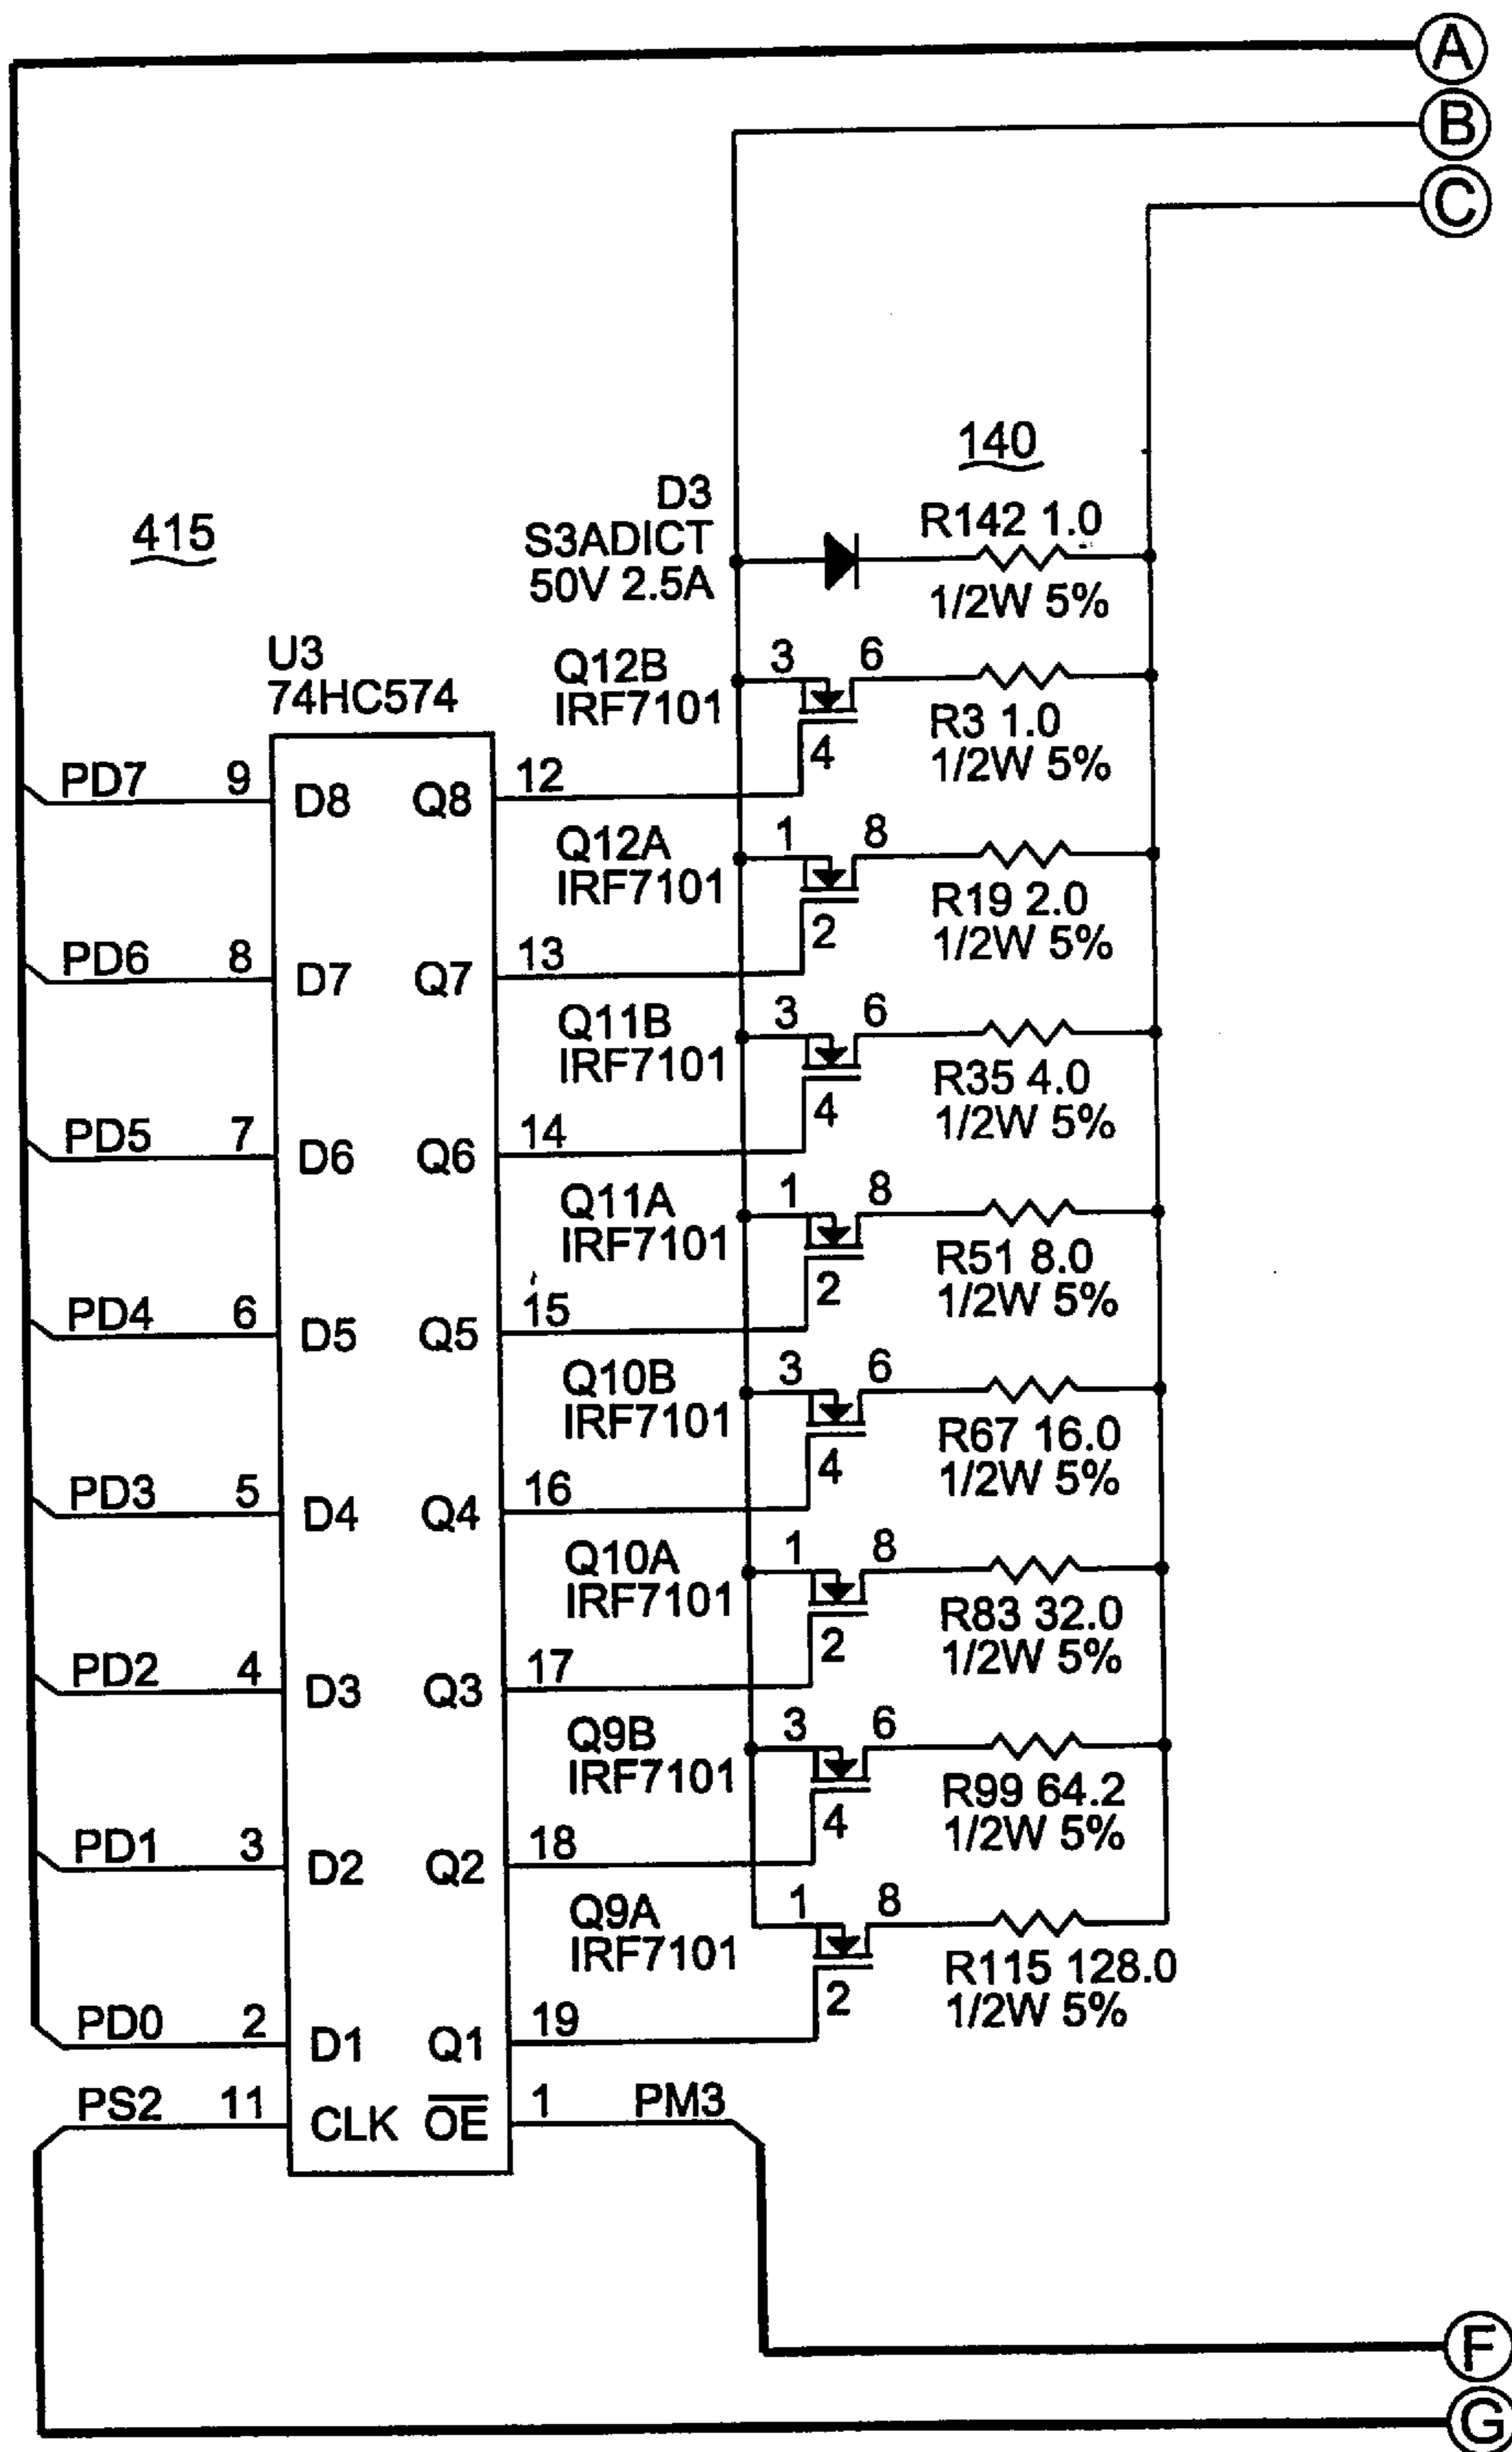 A
B
C
140
415
D3
S3ADICT
50V 2.5A
R142 1.0
1/2W 5%
U3
74HC574
Q12B
IRF7101
3 6
4
R3 1.0
1/2W 5%
PD7 9 D8 Q8 12
Q12A
IRF7101
1 8
2
R19 2.0
1/2W 5%
PD6 8 D7 Q7 13
Q11B
IRF7101
3 6
4
R35 4.0
1/2W 5%
PD5 7 D6 Q6 14
Q11A
IRF7101
1 8
2
R51 8.0
1/2W 5%
PD4 6 D5 Q5 15
Q10B
IRF7101
3 6
4
R67 16.0
1/2W 5%
PD3 5 D4 Q4 16
Q10A
IRF7101
1 8
2
R83 32.0
1/2W 5%
PD2 4 D3 Q3 17
Q9B
IRF7101
3 6
4
R99 64.2
1/2W 5%
PD1 3 D2 Q2 18
Q9A
IRF7101
1 8
2
R115 128.0
1/2W 5%
PD0 2 D1 Q1 19
PS2 11 CLK OE 1 PM3
F
G